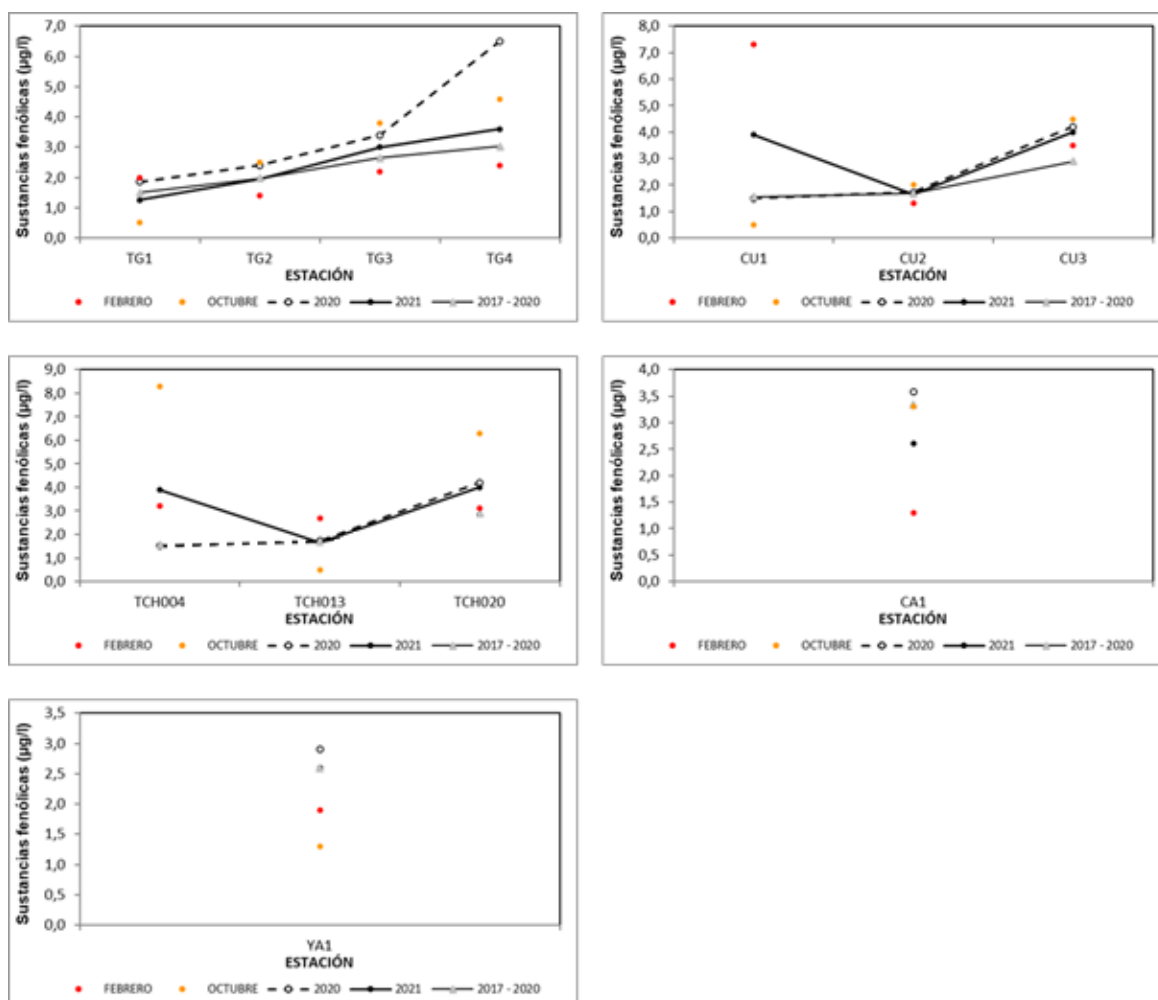 Sustancias fenólicas (µg/l)
7,0
6,0
5,0
4,0
3,0
2,0
1,0
0,0
TG1 TG2 TG3 TG4
ESTACIÓN
FEBRERO OCTUBRE 2020 2021 2017 - 2020
Sustancias fenólicas (µg/l)
8,0
7,0
6,0
5,0
4,0
3,0
2,0
1,0
0,0
CU1 CU2 CU3
ESTACIÓN
FEBRERO OCTUBRE 2020 2021 2017 - 2020
Sustancias fenólicas (µg/l)
9,0
8,0
7,0
6,0
5,0
4,0
3,0
2,0
1,0
0,0
TCH004 TCH013 TCH020
ESTACIÓN
FEBRERO OCTUBRE 2020 2021 2017 - 2020
Sustancias fenólicas (µg/l)
4,0
3,5
3,0
2,5
2,0
1,5
1,0
0,5
0,0
CA1
ESTACIÓN
FEBRERO OCTUBRE 2020 2021 2017 - 2020
Sustancias fenólicas (µg/l)
3,5
3,0
2,5
2,0
1,5
1,0
0,5
0,0
YA1
ESTACIÓN
FEBRERO OCTUBRE 2020 2021 2017 - 2020